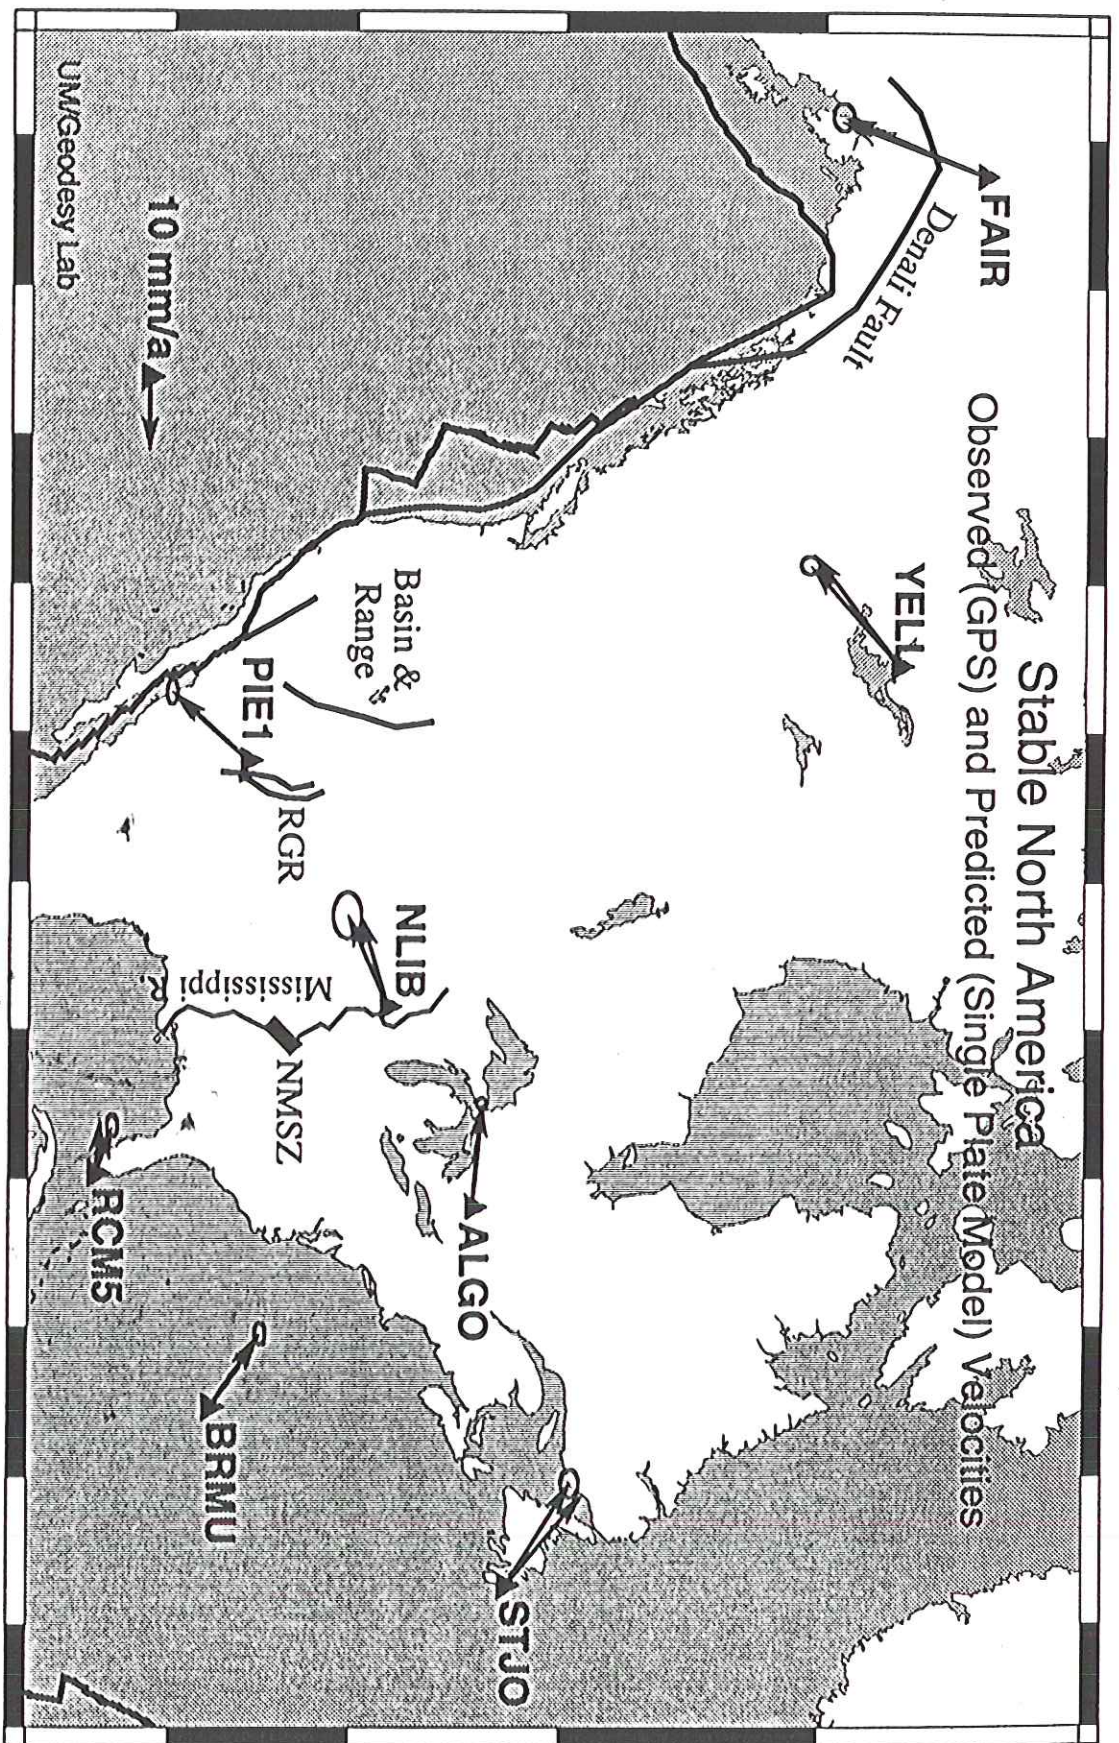 Stable North America
Observed (GPS) and Predicted (Single Plate Model) Velocities
FAIR
Denali Fault
YELL
Basin &
Range
PIE1
RGR
NLIB
Mississippi
R.
NMSZ
ALGO
STJO
BRMU
RCM5
10 mm/a
UM/Geodesy Lab